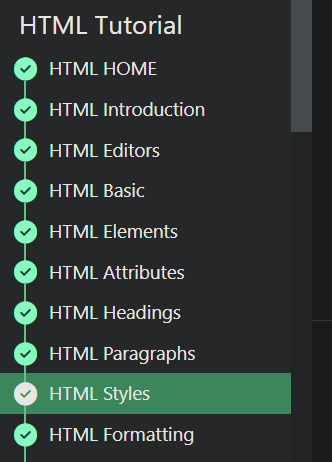 HTML Tutorial
HTML HOME
HTML Introduction
HTML Editors
HTML Basic
HTML Elements
HTML Attributes
HTML Headings
HTML Paragraphs
HTML Styles
HTML Formatting